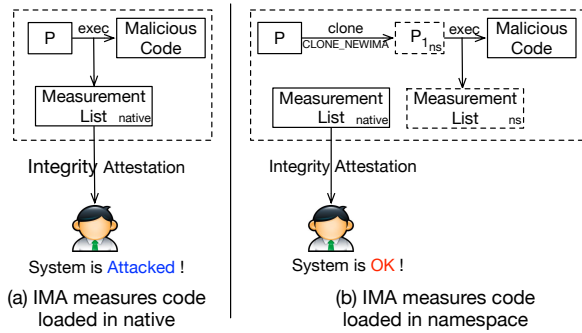 P
exec
Malicious
Code
Measurement
List native
Integrity Attestation
System is Attacked !
(a) IMA measures code
loaded in native
P
clone
CLONE_NEWIMA
P1ns
exec
Malicious
Code
Measurement
List native
Measurement
List ns
Integrity Attestation
System is OK !
(b) IMA measures code
loaded in namespace